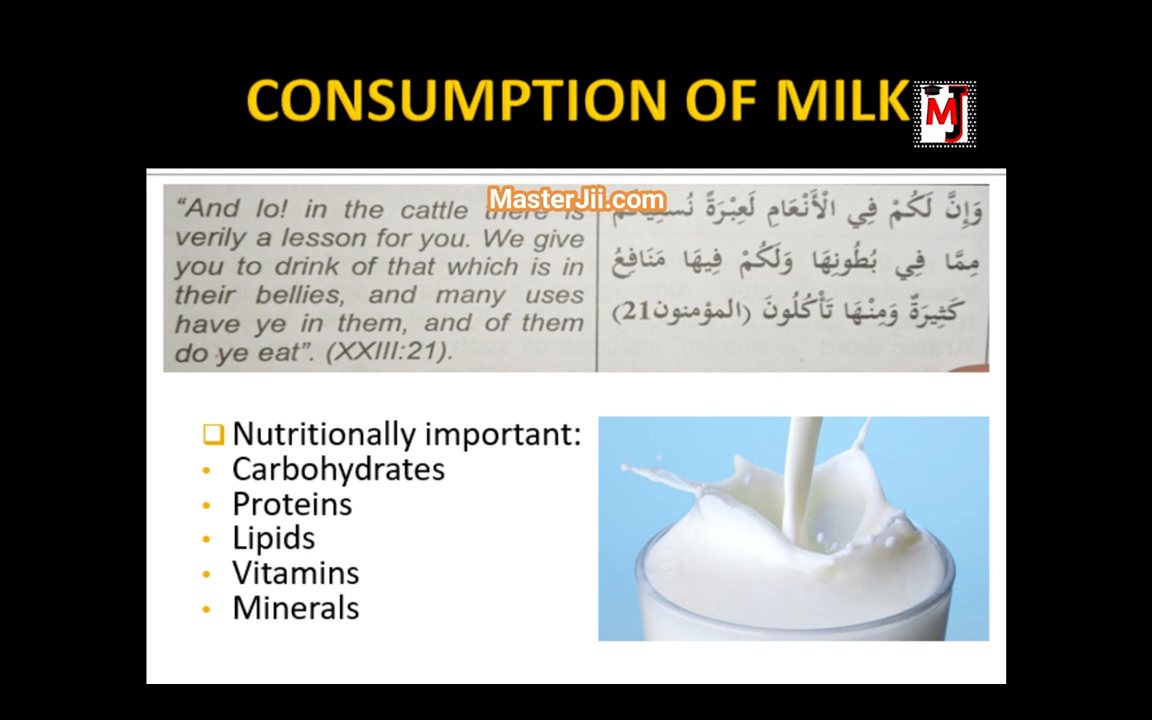 CONSUMPTION OF MILK
MJ
MasterJii.com
“And lo! in the cattle there is
verily a lesson for you. We give
you to drink of that which is in
their bellies, and many uses
have ye in them, and of them
do ye eat”. (XXIII:21).
وَإِنَّ لَكُمْ فِي الْأَنْعَامِ لَعِبْرَةً
مِمَّا فِي بُطُونِهَا وَلَكُمْ فِيهَا مَنَافِعُ
كَثِيرَةٌ وَمِنْهَا تَأْكُلُونَ (المؤمنون21)
Nutritionally important:
• Carbohydrates
• Proteins
• Lipids
• Vitamins
• Minerals